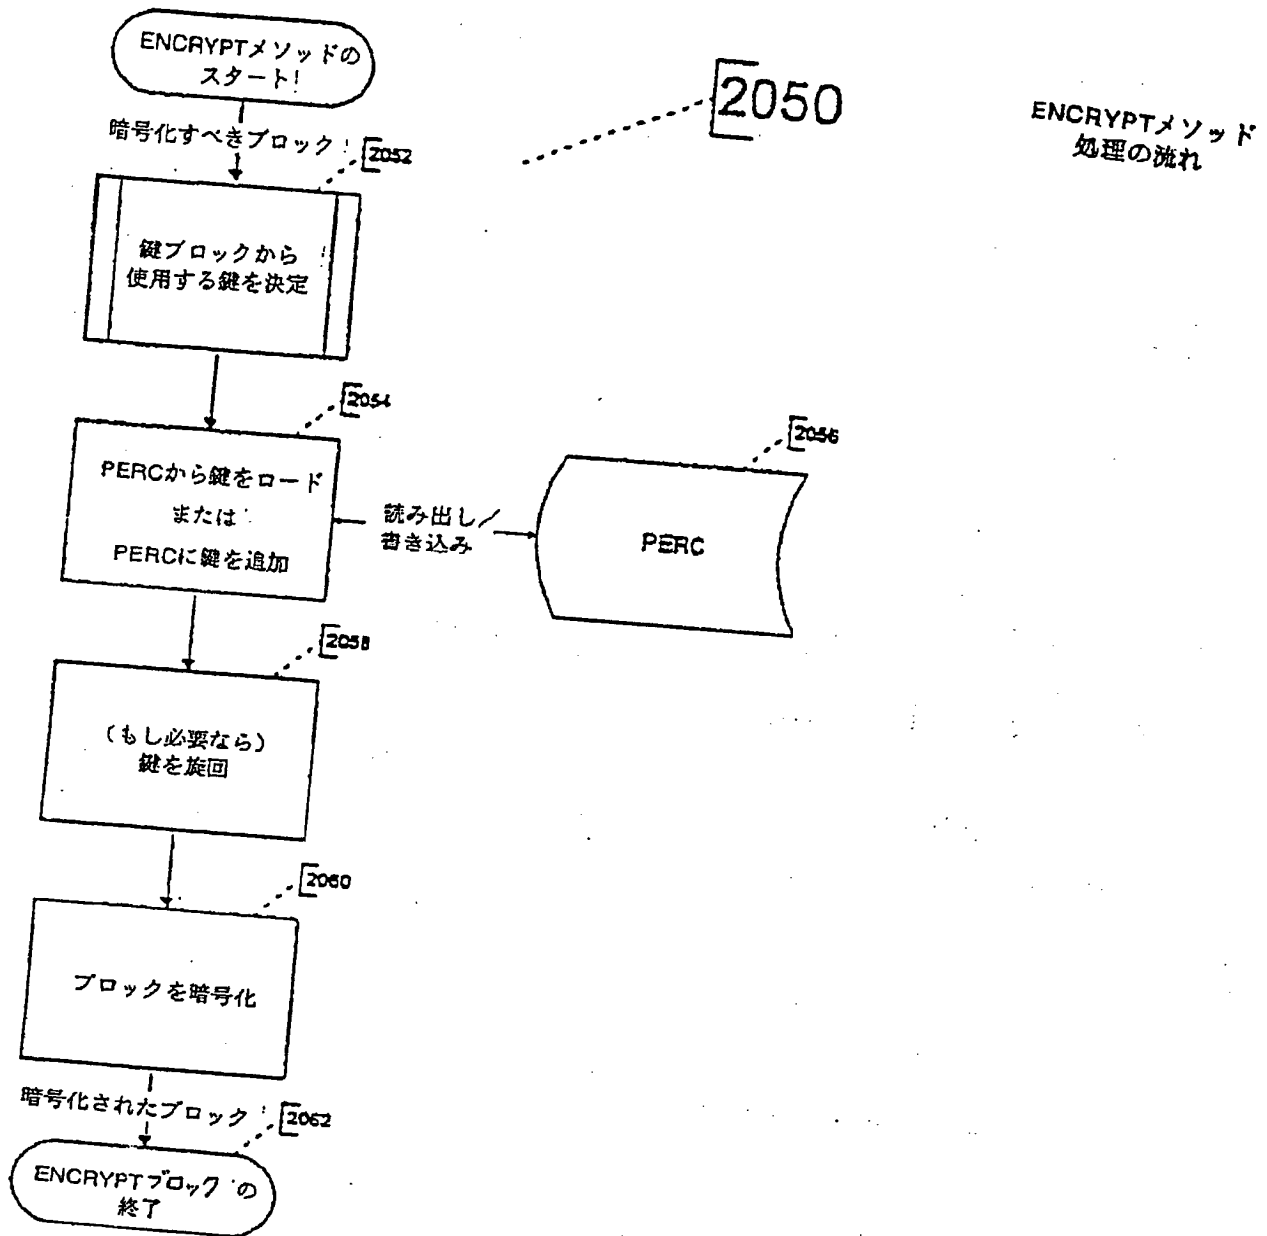 ENCRYPTメソッドの
スタート!
2050
ENCRYPTメソッド
処理の流れ
暗号化すべきブロック
2052
鍵ブロックから
使用する鍵を決定
2054
PERCから鍵をロード
または
PERCに鍵を追加
読み出し/
書き込み
2056
PERC
2058
(もし必要なら)
鍵を旋回
2060
ブロックを暗号化
暗号化されたブロック
2062
ENCRYPTブロックの
終了